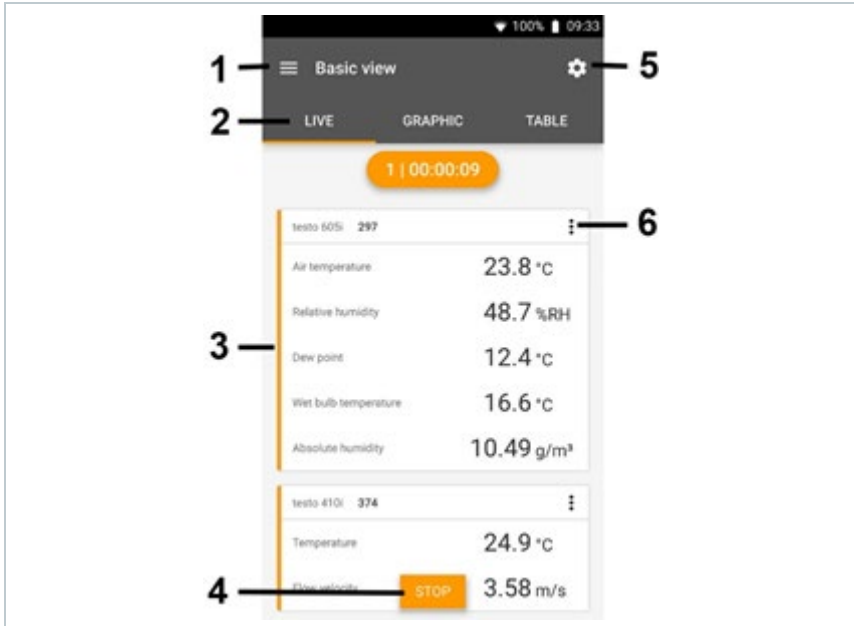 100% 09:33
1 Basic view 5
2 LIVE GRAPHIC TABLE
1 | 00:00:09
testo 605i 297 6
Air temperature 23.8 °C
Relative humidity 48.7 %RH
3
Dew point 12.4 °C
Wet bulb temperature 16.6 °C
Absolute humidity 10.49 g/m³
testo 410i 374
Temperature 24.9 °C
4 Flow velocity STOP 3.58 m/s